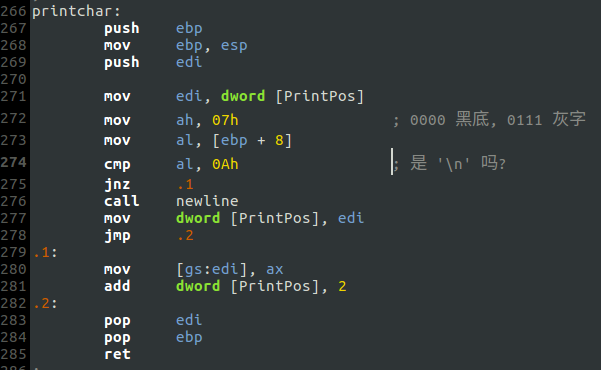 266
printchar:
267 push ebp
268 mov ebp, esp
269 push edi
270
271 mov edi, dword [PrintPos]
272 mov ah, 07h ; 0000 黑底, 0111 灰字
273 mov al, [ebp + 8]
274 cmp al, 0Ah ; 是 '\n' 吗?
275 jnz .1
276 call newline
277 mov dword [PrintPos], edi
278 jmp .2
279 .1:
280 mov [gs:edi], ax
281 add dword [PrintPos], 2
282 .2:
283 pop edi
284 pop ebp
285 ret
286 ;